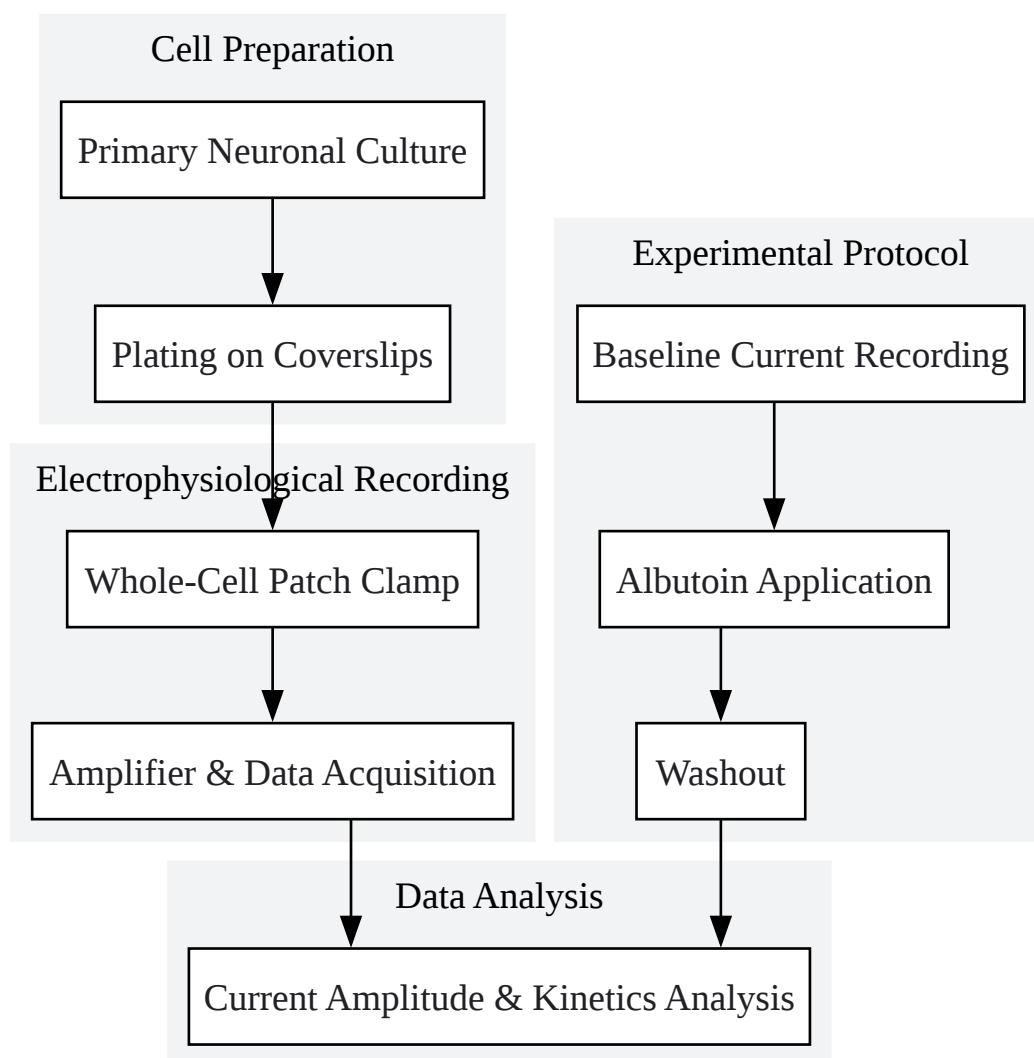 Cell Preparation
Primary Neuronal Culture
Plating on Coverslips
Electrophysiological Recording
Whole-Cell Patch Clamp
Amplifier & Data Acquisition
Experimental Protocol
Baseline Current Recording
Albutoin Application
Washout
Data Analysis
Current Amplitude & Kinetics Analysis